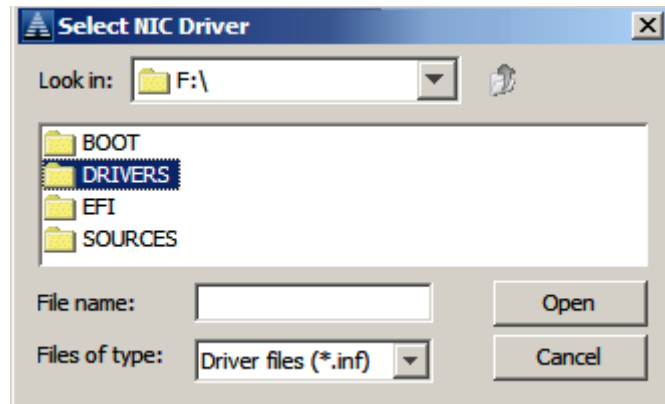 Select NIC Driver
Look in: F:\
BOOT
DRIVERS
EFI
SOURCES
File name: Open
Files of type: Driver files (*.inf) Cancel